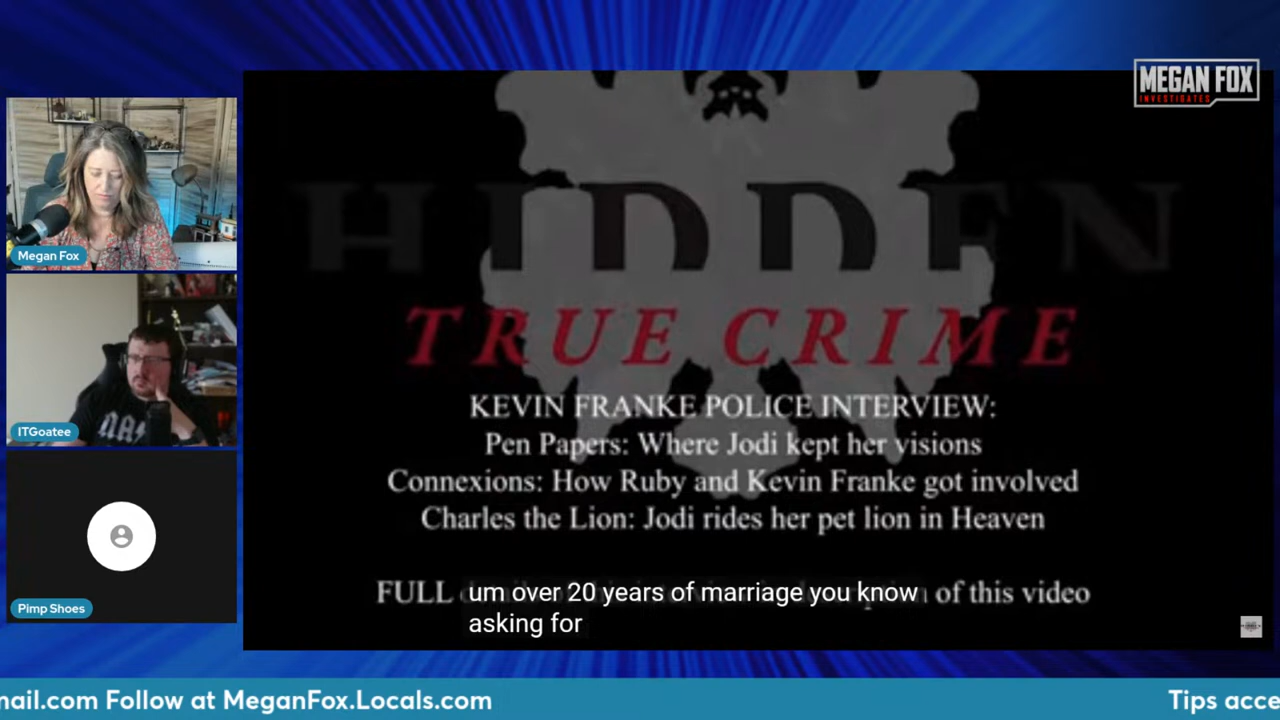 MEGAN FOX
INVESTIGATES
Megan Fox
ITGoatee
Pimp Shoes
HIDDEN
TRUE CRIME
KEVIN FRANKE POLICE INTERVIEW:
Pen Papers: Where Jodi kept her visions
Connexions: How Ruby and Kevin Franke got involved
Charles the Lion: Jodi rides her pet lion in Heaven
FULL of this video
um over 20 years of marriage you know
asking for
mail.com Follow at MeganFox.Locals.com
Tips acce